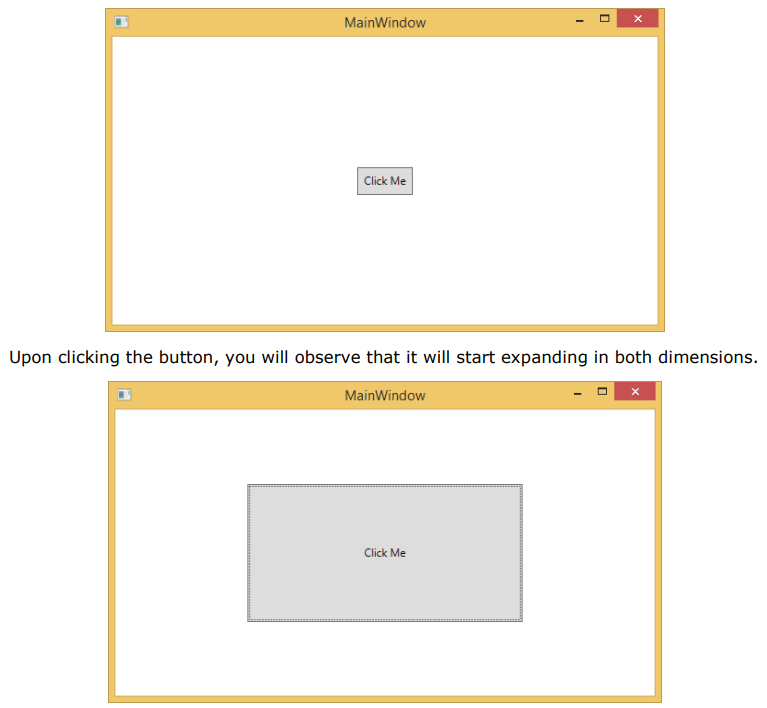 MainWindow
Click Me
Upon clicking the button, you will observe that it will start expanding in both dimensions.
MainWindow
Click Me